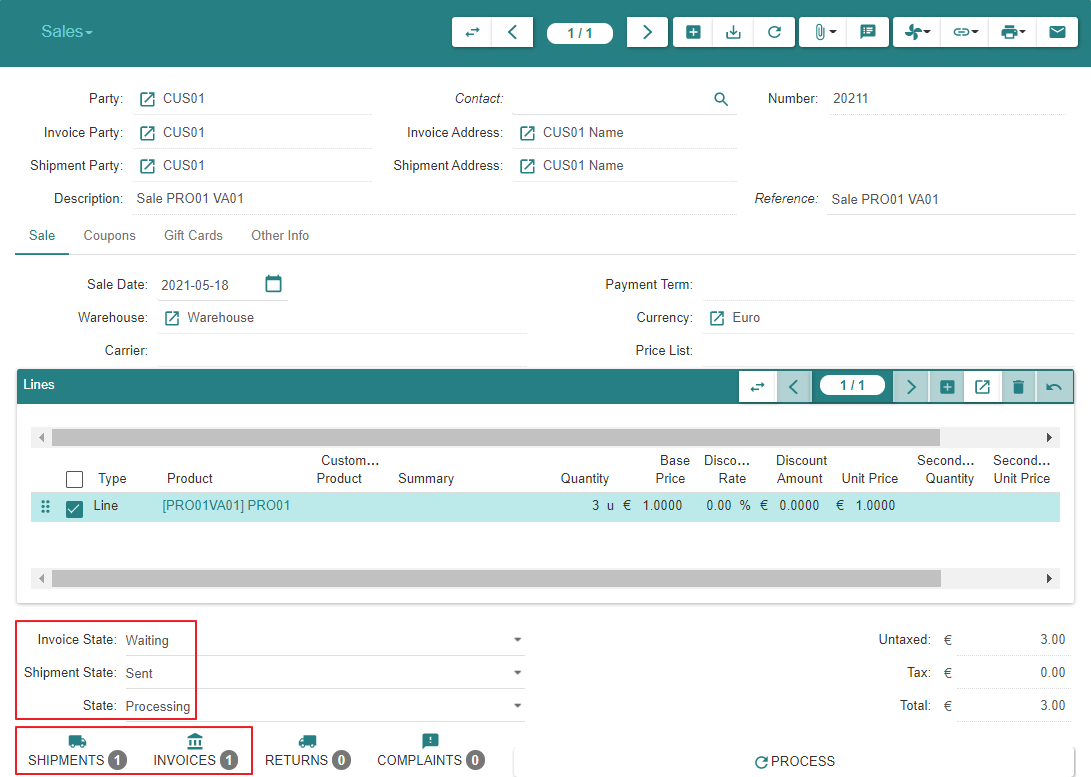 Sales
1 / 1
Party: CUS01 Contact: Number: 20211
Invoice Party: CUS01 Invoice Address: CUS01 Name
Shipment Party: CUS01 Shipment Address: CUS01 Name
Description: Sale PRO01 VA01 Reference: Sale PRO01 VA01
Sale Coupons Gift Cards Other Info
Sale Date: 2021-05-18 Payment Term:
Warehouse: Warehouse Currency: Euro
Carrier: Price List:
Lines 1 / 1
Custom... Base Disco... Discount Second... Second...
Type Product Product Summary Quantity Price Rate Amount Unit Price Quantity Unit Price
Line [PRO01VA01] PRO01 3 u € 1.0000 0.00 % € 0.0000 € 1.0000
Invoice State: Waiting Untaxed: € 3.00
Shipment State: Sent Tax: € 0.00
State: Processing Total: € 3.00
SHIPMENTS 1 INVOICES 1 RETURNS 0 COMPLAINTS 0 PROCESS